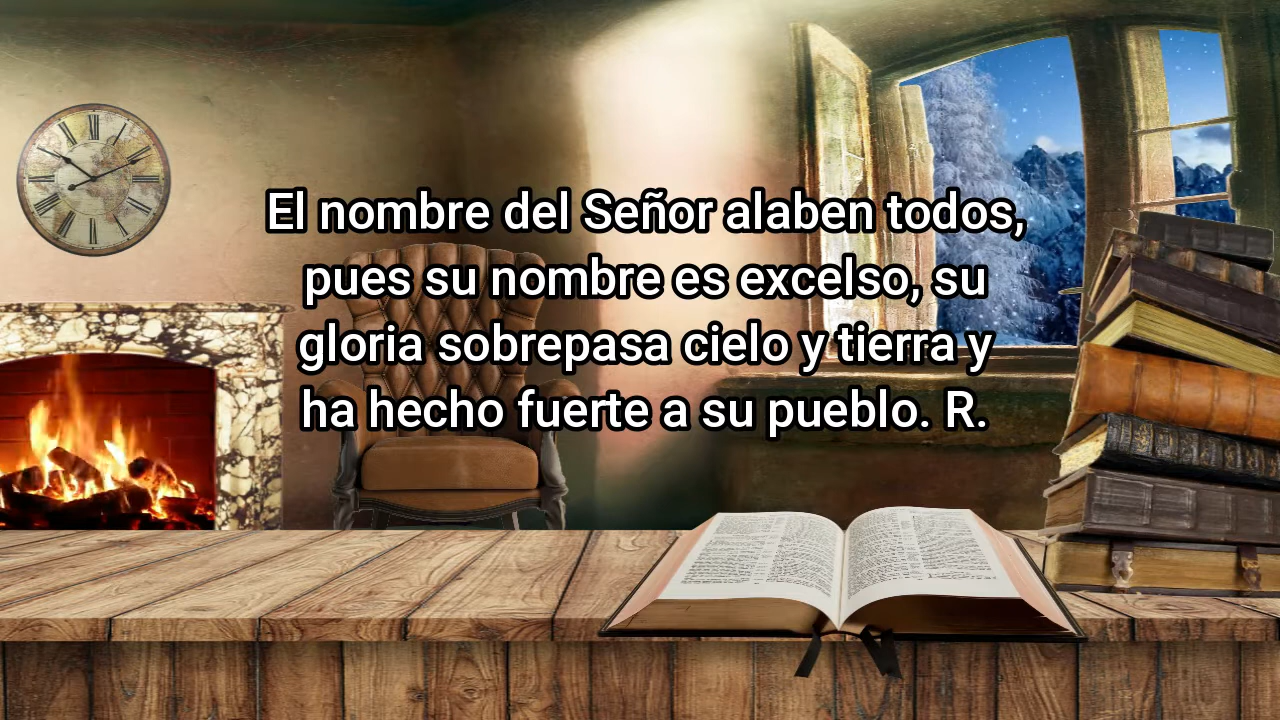 El nombre del Señor alaben todos,
pues su nombre es excelso, su
gloria sobrepasa cielo y tierra y
ha hecho fuerte a su pueblo. R.